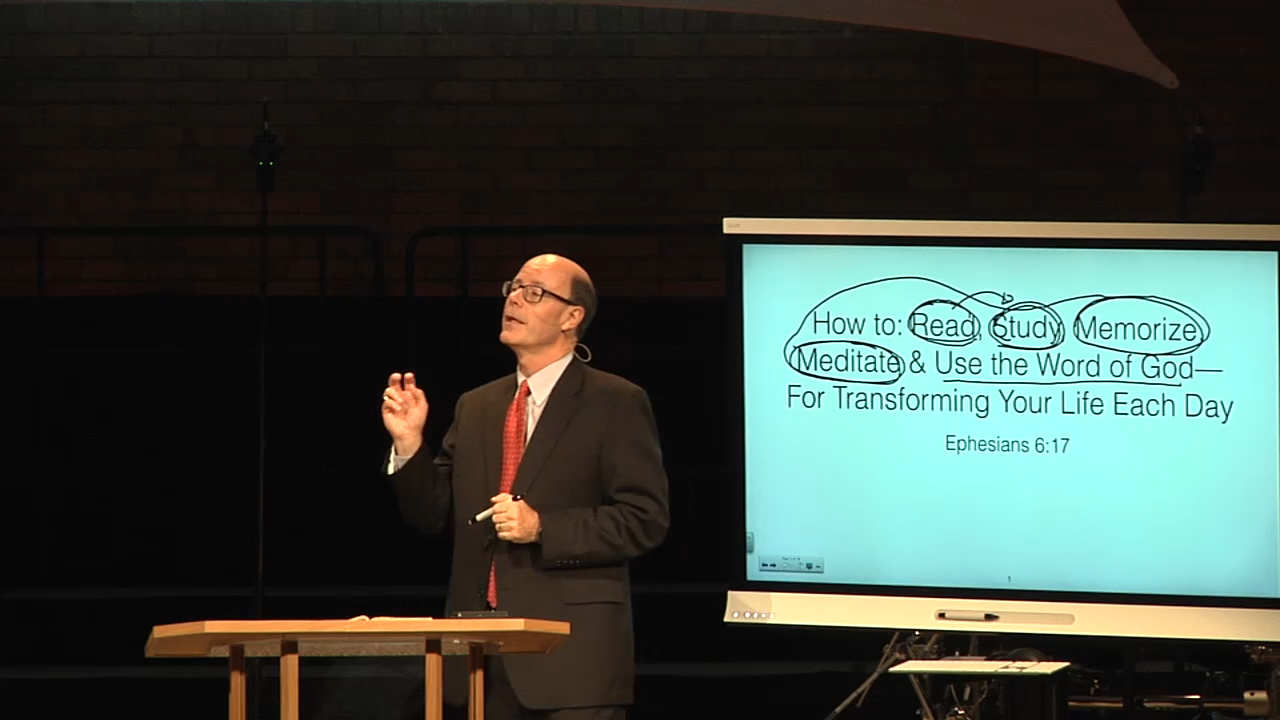 How to: Read, Study, Memorize,
Meditate & Use the Word of God—
For Transforming Your Life Each Day
Ephesians 6:17
1